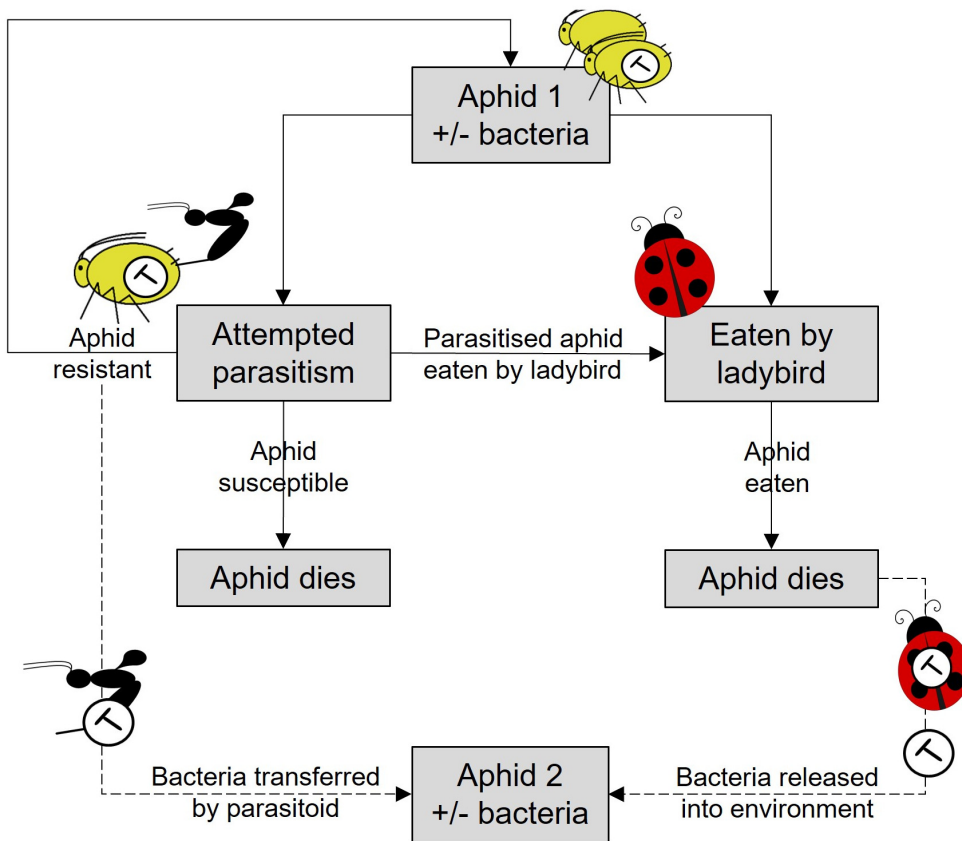 Aphid 1
+/- bacteria
T
T
Aphid
resistant
Attempted
parasitism
Parasitised aphid
eaten by ladybird
Eaten by
ladybird
Aphid
susceptible
Aphid
eaten
Aphid dies
Aphid dies
T
T
T
Bacteria transferred
by parasitoid
Aphid 2
+/- bacteria
Bacteria released
into environment